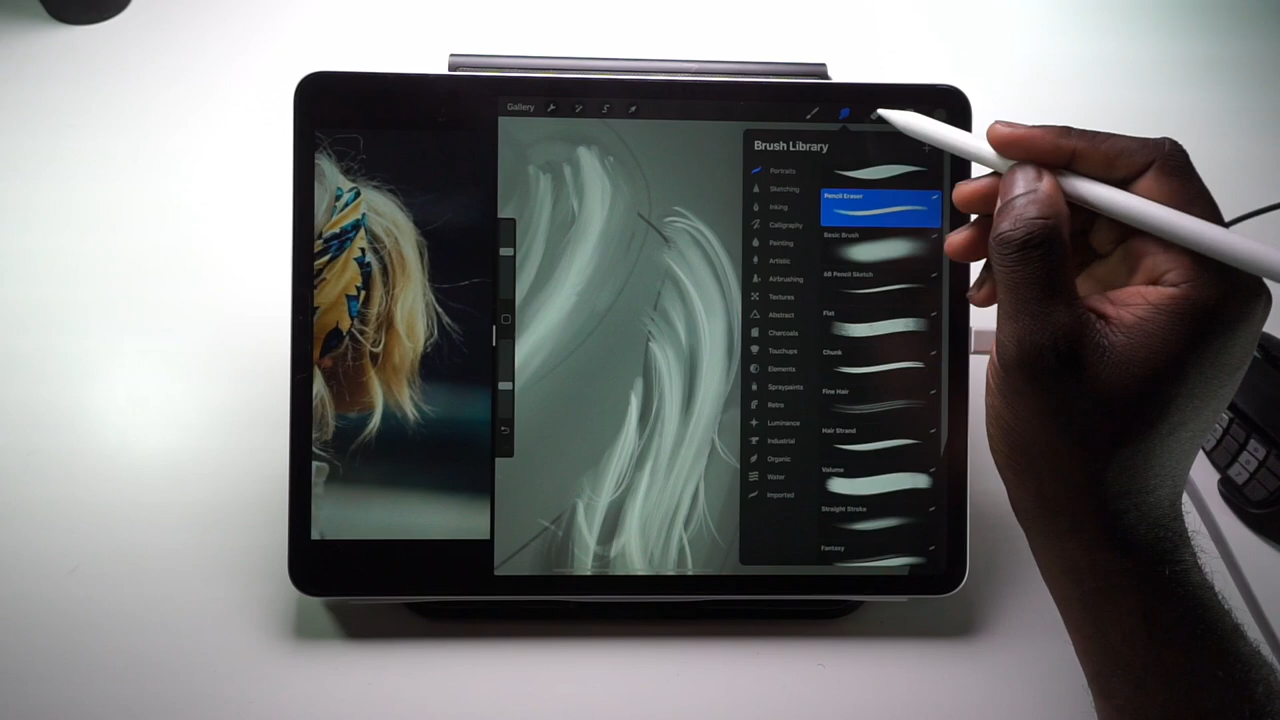 Gallery
Brush Library
Portraits
Sketching
Inking
Calligraphy
Painting
Artistic
Airbrushing
Textures
Abstract
Charcoals
Touchups
Elements
Spraypaints
Retro
Luminance
Industrial
Organic
Water
Imported
Pencil Eraser
Basic Brush
6B Pencil Sketch
Flat
Chunk
Fine Hair
Hair Strand
Volume
Straight Stroke
Fantasy